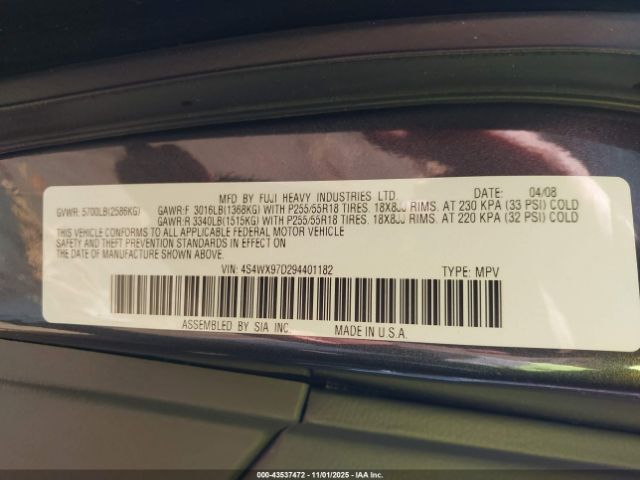 MFD. BY FUJI HEAVY INDUSTRIES LTD. DATE: 04/08
GVWR: 5700LB(2586KG) GAWR:F 3016LB(1368KG) WITH P255/55R18 TIRES. 18X8JJ RIMS. AT 230 KPA (33 PSI) COLD
GAWR:R 3340LB(1515KG) WITH P255/55R18 TIRES. 18X8JJ RIMS. AT 220 KPA (32 PSI) COLD
THIS VEHICLE CONFORMS TO ALL APPLICABLE FEDERAL MOTOR VEHICLE
SAFETY AND THEFT PREVENTION STANDARDS IN EFFECT ON THE
DATE OF MANUFACTURE SHOWN ABOVE.
VIN: 4S4WX97D294401182 TYPE: MPV
ASSEMBLED BY SIA INC. MADE IN U.S.A.
000-43537472 - 11/01/2025 - IAAI.COM